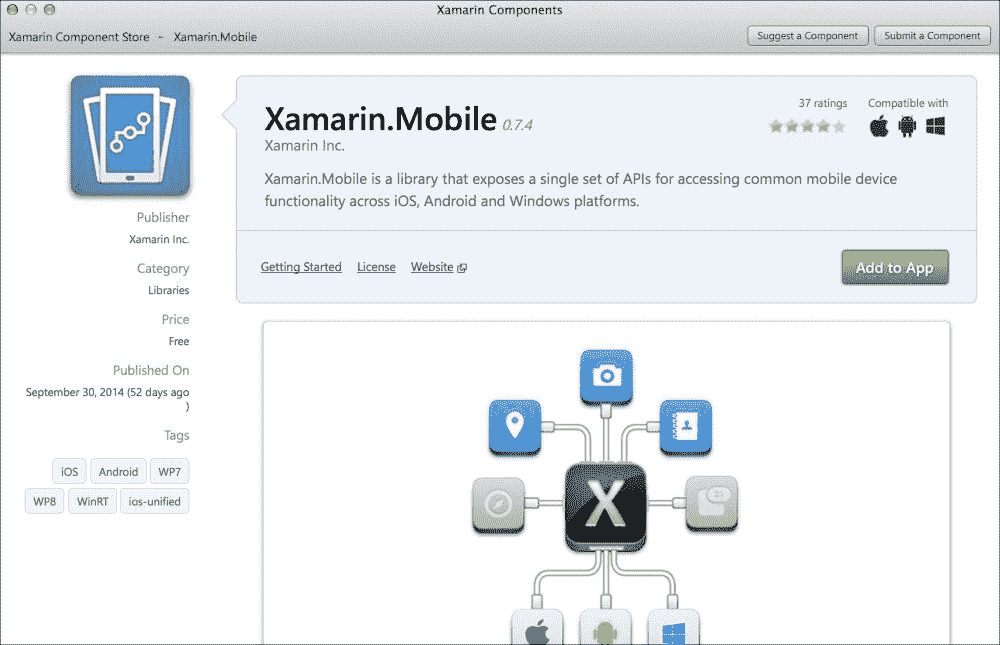 Xamarin Components
Xamarin Component Store - Xamarin.Mobile
Suggest a Component
Submit a Component
Xamarin.Mobile 0.7.4
Xamarin Inc.
37 ratings
Compatible with
Xamarin.Mobile is a library that exposes a single set of APIs for accessing common mobile device
functionality across iOS, Android and Windows platforms.
Getting Started
License
Website
Add to App
Publisher
Xamarin Inc.
Category
Libraries
Price
Free
Published On
September 30, 2014 (52 days ago
)
Tags
iOS
Android
WP7
WP8
WinRT
ios-unified
X